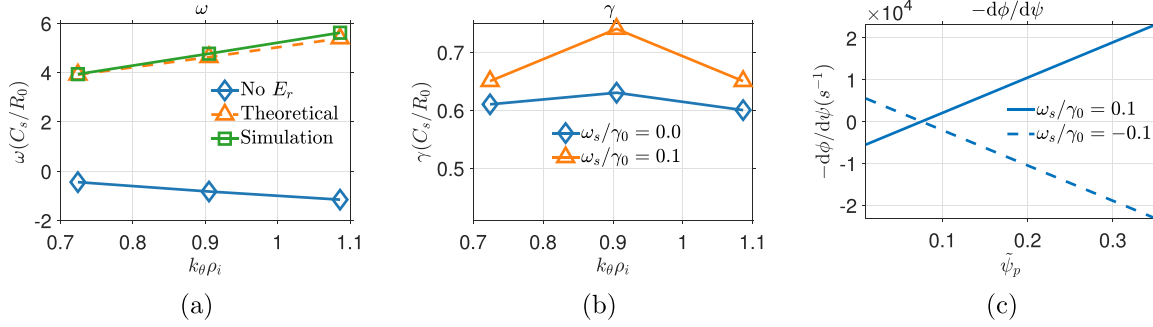 ω
6
4
2
0
-2
ω(C_s/R_0)
No E_r
Theoretical
Simulation
0.7 0.8 0.9 1 1.1
k_θρ_i
(a)
γ
0.7
0.6
0.5
γ(C_s/R_0)
ω_s/γ_0 = 0.0
ω_s/γ_0 = 0.1
0.7 0.8 0.9 1 1.1
k_θρ_i
(b)
×10^4 −dϕ/dψ
2
1
0
-1
-2
−dϕ/dψ(s^{−1})
ω_s/γ_0 = 0.1
ω_s/γ_0 = −0.1
0.1 0.2 0.3
ψ̃_p
(c)